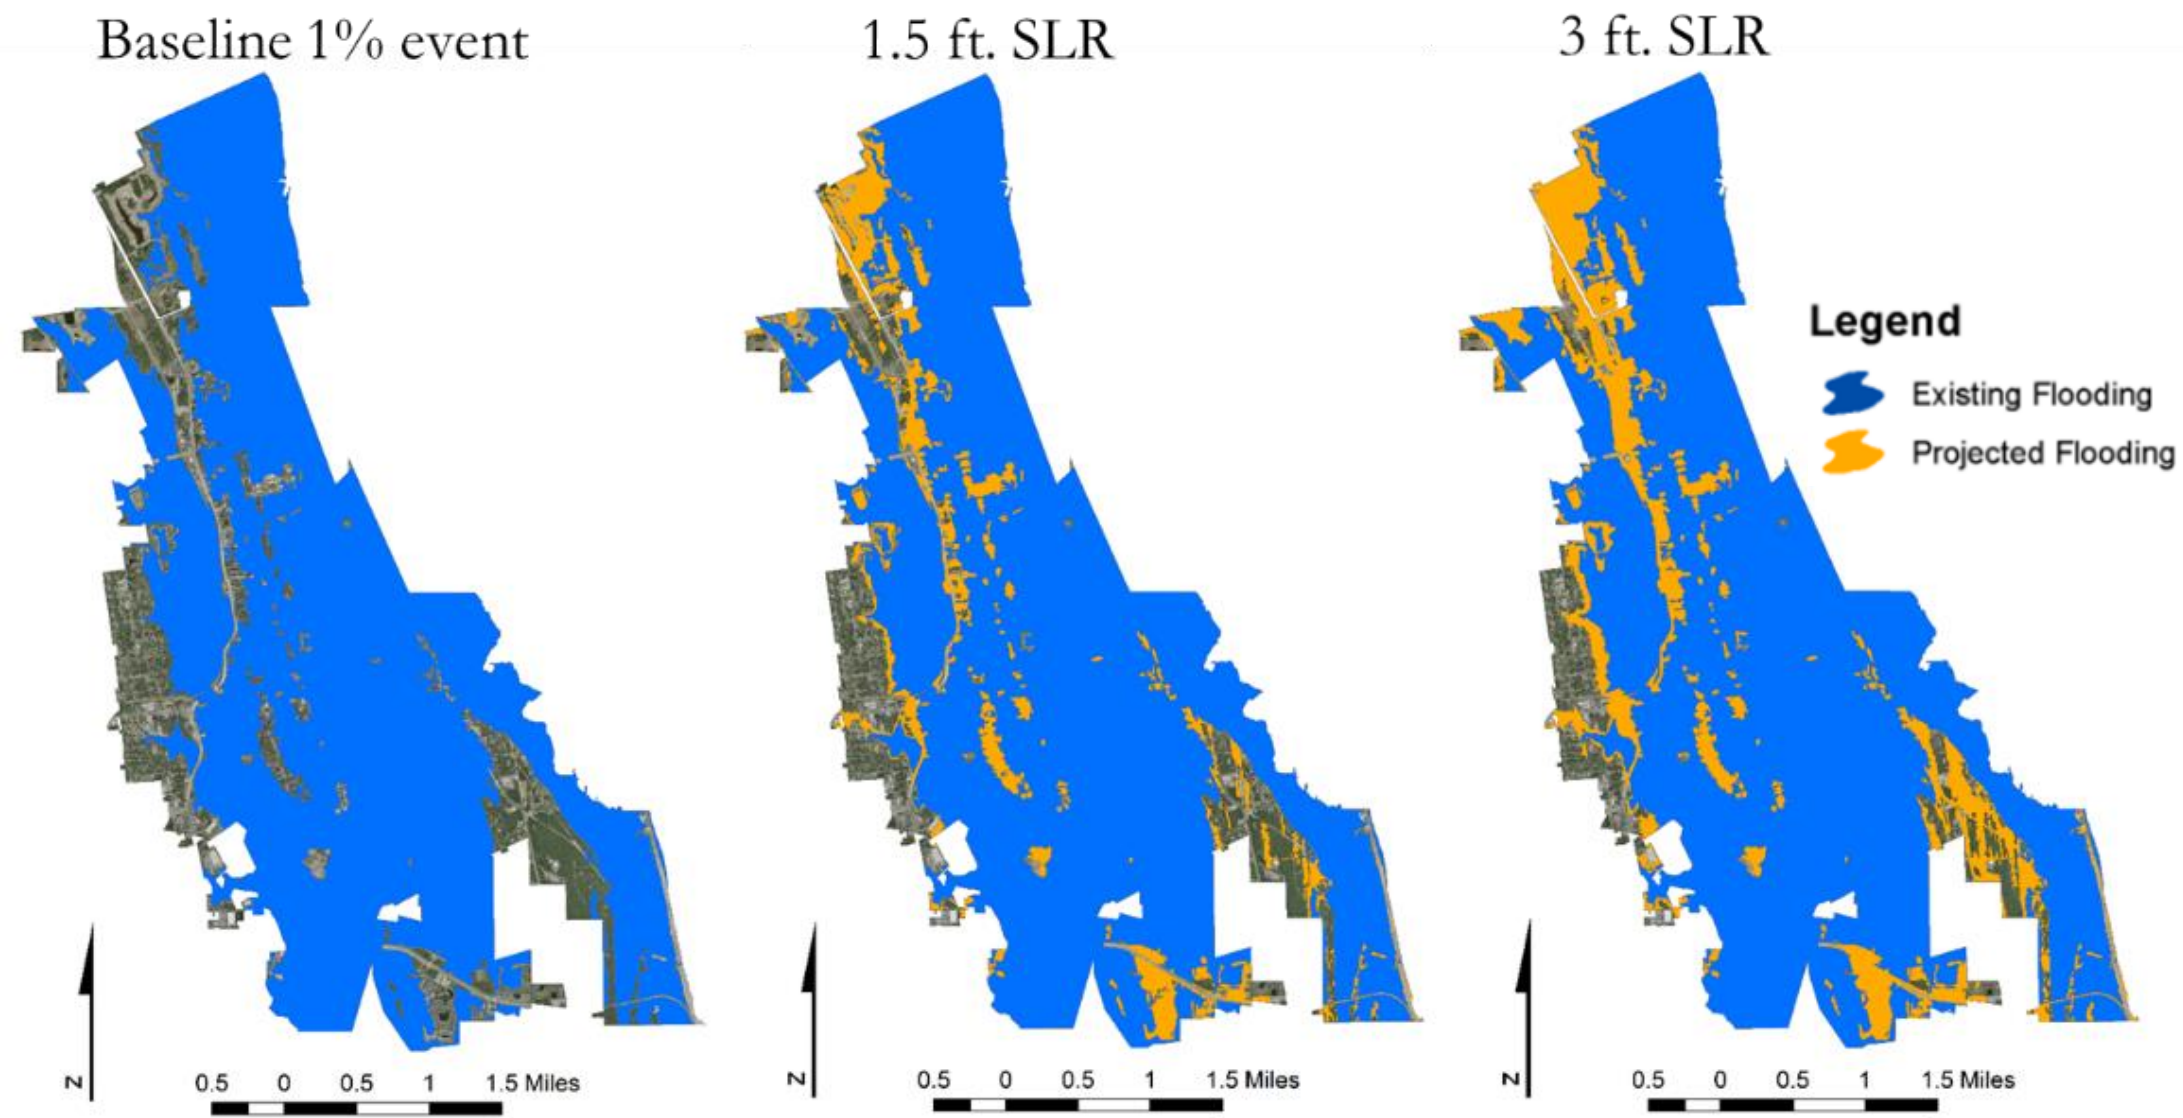 Baseline 1% event
1.5 ft. SLR
3 ft. SLR
Legend
Existing Flooding
Projected Flooding
N
0.5 0 0.5 1 1.5 Miles
N
0.5 0 0.5 1 1.5 Miles
N
0.5 0 0.5 1 1.5 Miles